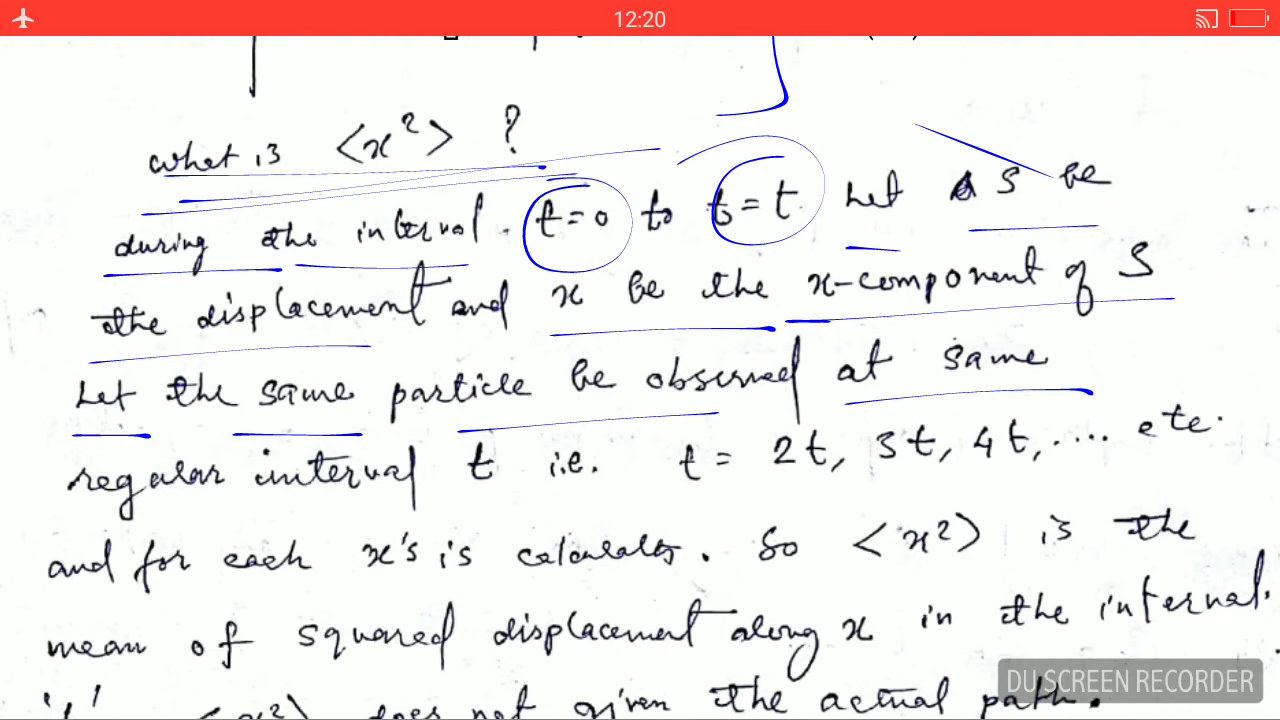 12:20
what is <x²> ?
during the interval t=0 to t=t Let S be
the displacement and x be the x-component of S
Let the same particle be observed at same
regular interval t i.e. t= 2t, 3t, 4t, .... etc.
and for each x's is calculated. So <x²> is the
mean of squared displacement along x in the interval.
't' <x²> does not given the actual path.
DU SCREEN RECORDER